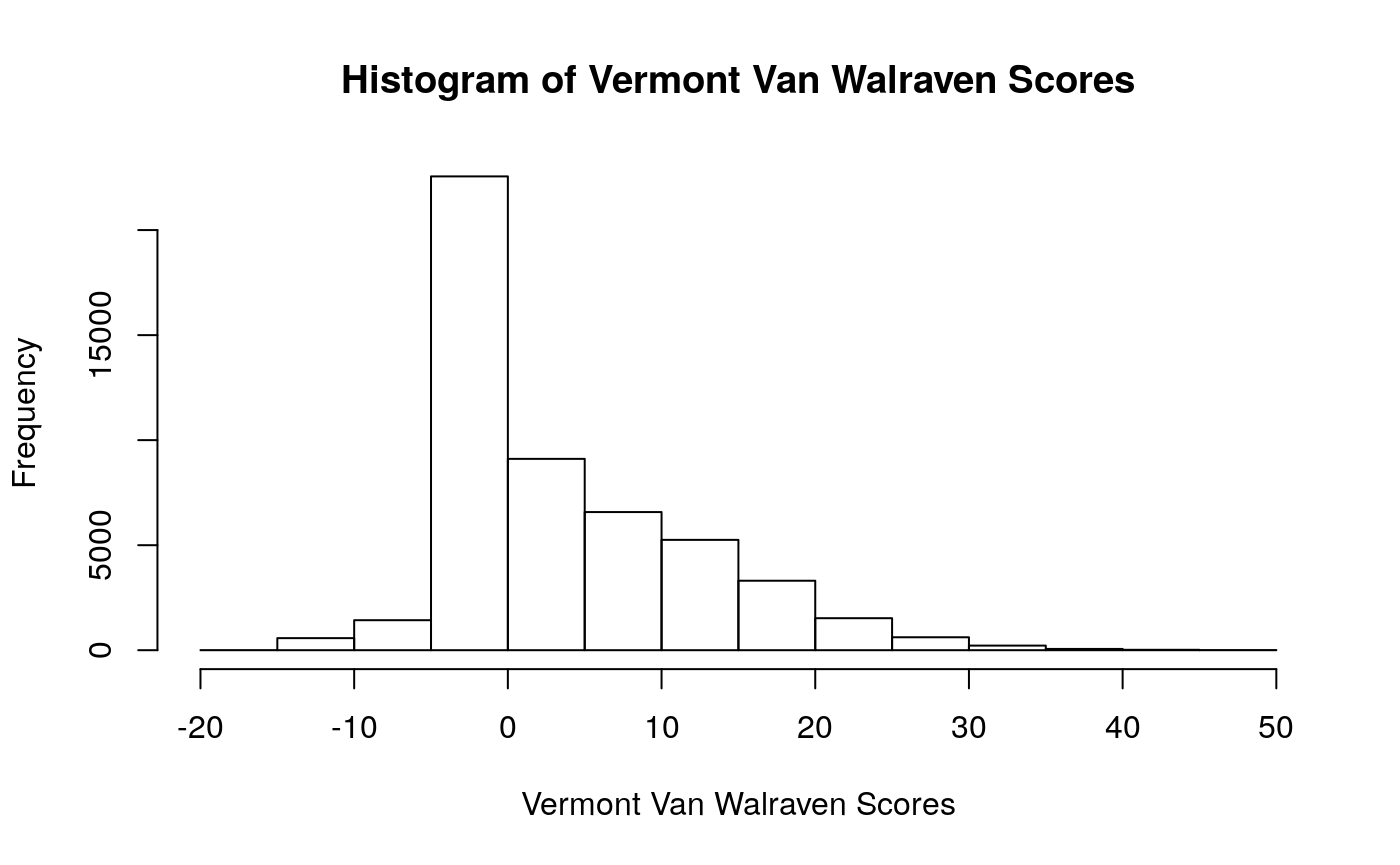 Histogram of Vermont Van Walraven Scores
Frequency
15000
5000
0
-20 -10 0 10 20 30 40 50
Vermont Van Walraven Scores